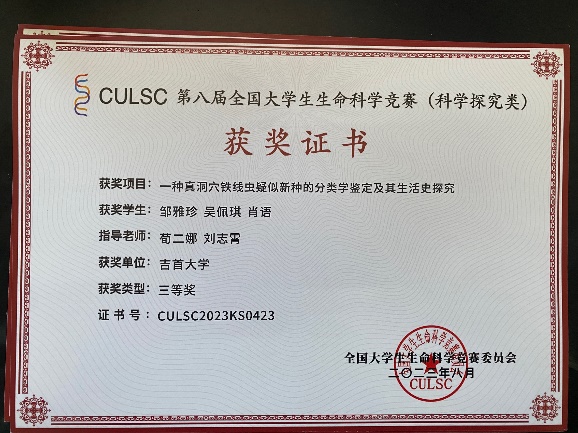 CULSC 第八届全国大学生生命科学竞赛（科学探究类）
获奖证书
获奖项目：一种真洞穴铁线虫疑似新种的分类学鉴定及其生活史探究
获奖学生：邹雅珍 吴佩琪 肖语
指导老师：荀二娜 刘志霄
获奖单位：吉首大学
获奖类型：三等奖
证 书 号：CULSC2023KS0423
全国大学生生命科学竞赛委员会
二〇二三年八月
CULSC